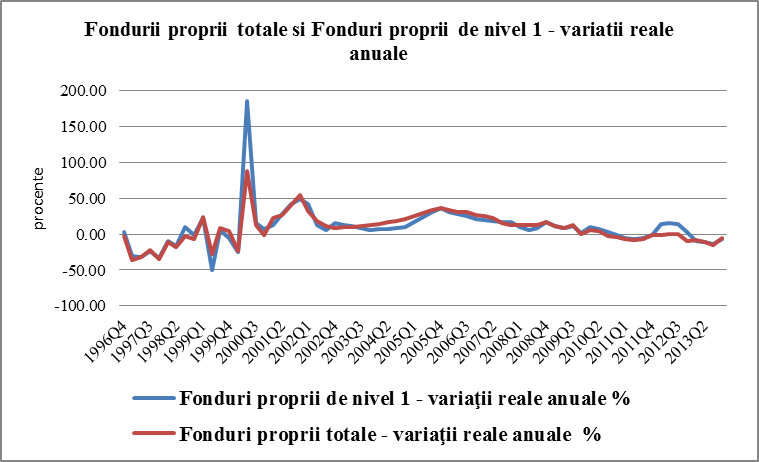 Fondurii proprii totale si Fonduri proprii de nivel 1 - variatii reale
anuale
procente
200.00
150.00
100.00
50.00
0.00
-50.00
-100.00
1996Q4
1997Q3
1998Q2
1999Q1
1999Q4
2000Q3
2001Q2
2002Q1
2002Q4
2003Q3
2004Q2
2005Q1
2005Q4
2006Q3
2007Q2
2008Q1
2008Q4
2009Q3
2010Q2
2011Q1
2011Q4
2012Q3
2013Q2
Fonduri proprii de nivel 1 - variaţii reale anuale %
Fonduri proprii totale - variaţii reale anuale %